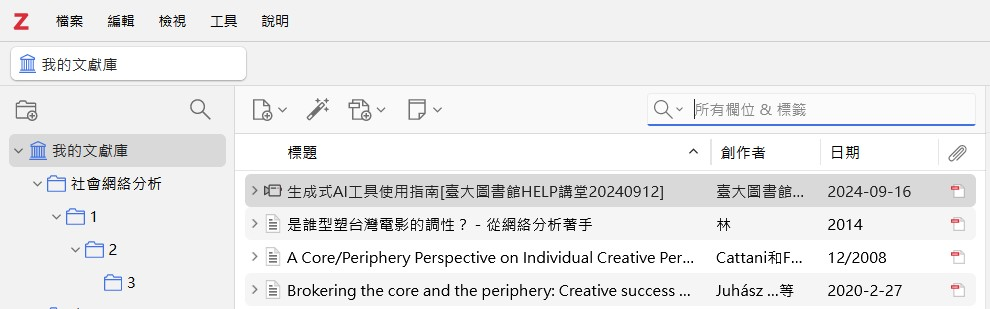 Z 檔案 編輯 檢視 工具 說明
我的文獻庫
所有欄位 & 標籤
我的文獻庫
社會網絡分析
1
2
3
標題 創作者 日期
生成式AI工具使用指南[臺大圖書館HELP講堂20240912] 臺大圖書館... 2024-09-16
是誰型塑台灣電影的調性？ - 從網絡分析著手 林 2014
A Core/Periphery Perspective on Individual Creative Per... Cattani和F... 12/2008
Brokering the core and the periphery: Creative success ... Juhász ...等 2020-2-27